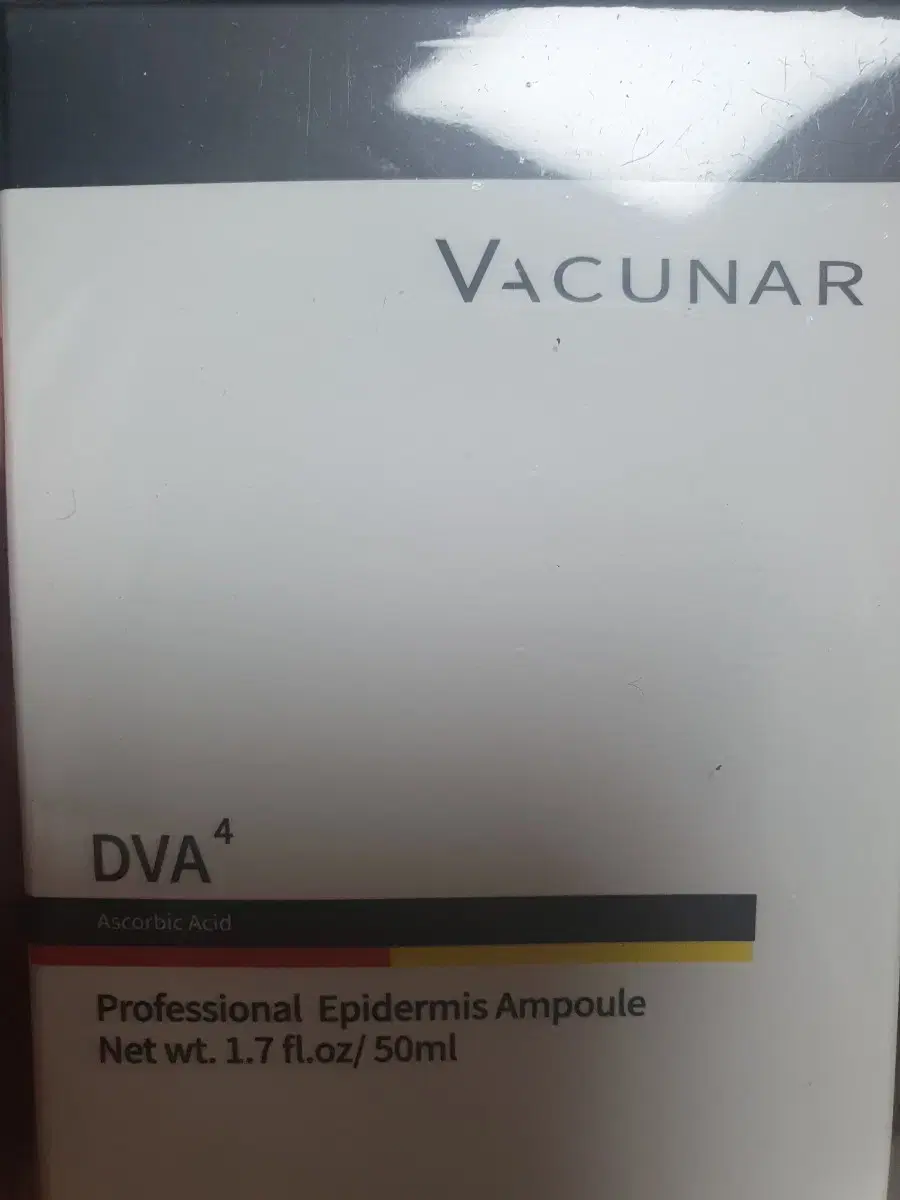 VACUNAR
DVA⁴
Ascorbic Acid
Professional Epidermis Ampoule
Net wt. 1.7 fl.oz/ 50ml